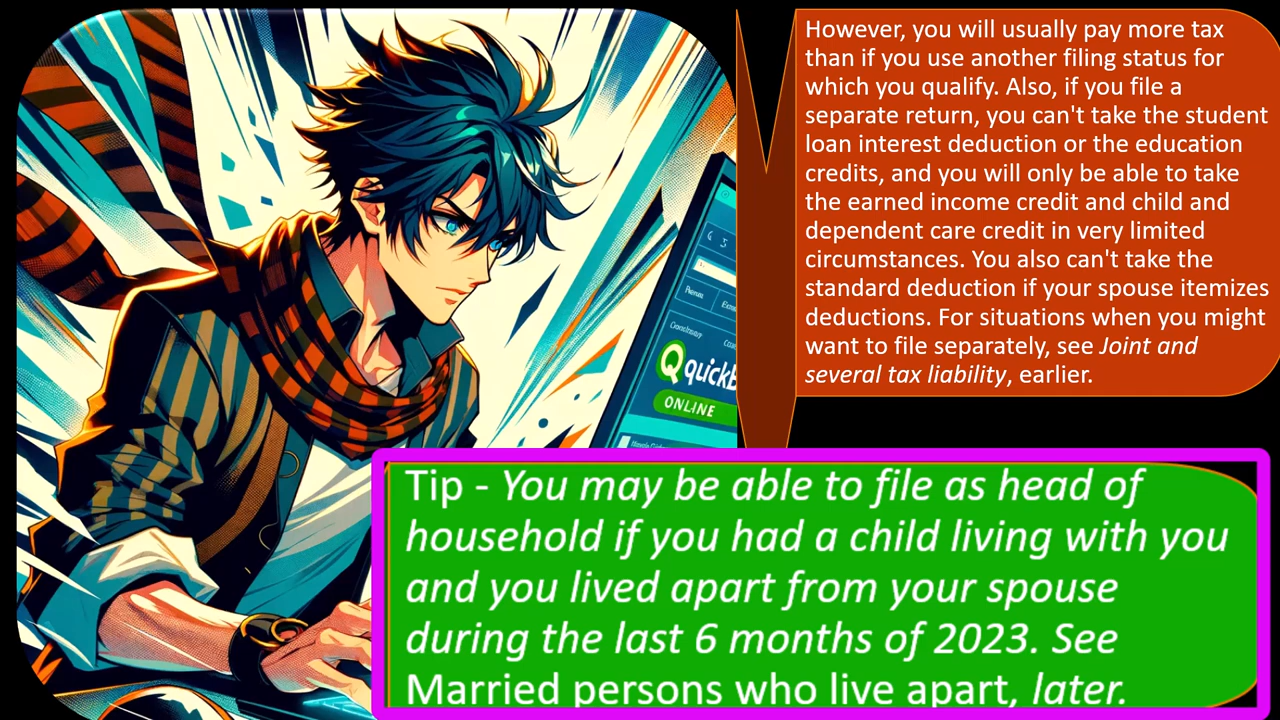 However, you will usually pay more tax
than if you use another filing status for
which you qualify. Also, if you file a
separate return, you can't take the student
loan interest deduction or the education
credits, and you will only be able to take
the earned income credit and child and
dependent care credit in very limited
circumstances. You also can't take the
standard deduction if your spouse itemizes
deductions. For situations when you might
want to file separately, see Joint and
several tax liability, earlier.
ONLINE
Tip - You may be able to file as head of
household if you had a child living with you
and you lived apart from your spouse
during the last 6 months of 2023. See
Married persons who live apart, later.